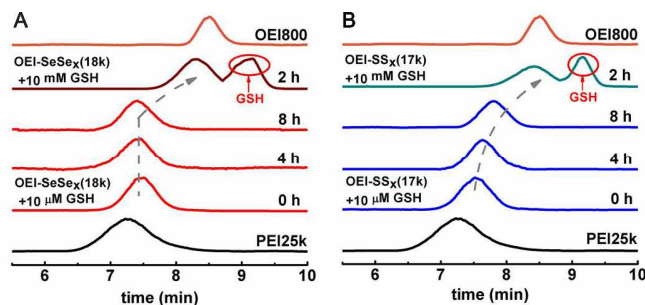 A
OEI800
OEI-SeSeX(18k)
+10 mM GSH
2 h
GSH
8 h
4 h
OEI-SeSeX(18k)
+10 μM GSH
0 h
PEI25k
6 7 8 9 10
time (min)
B
OEI800
OEI-SSX(17k)
+10 mM GSH
2 h
GSH
8 h
4 h
OEI-SSX(17k)
+10 μM GSH
0 h
PEI25k
6 7 8 9 10
time (min)